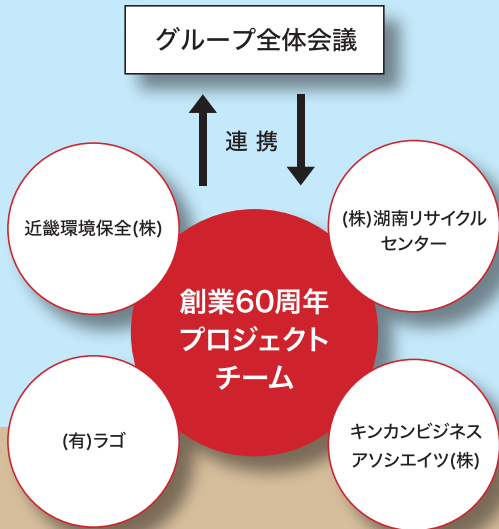 グループ全体会議
連携
近畿環境保全(株)
(株)湖南リサイクル
センター
創業60周年
プロジェクト
チーム
(有)ラゴ
キンカンビジネス
アソシエイツ(株)